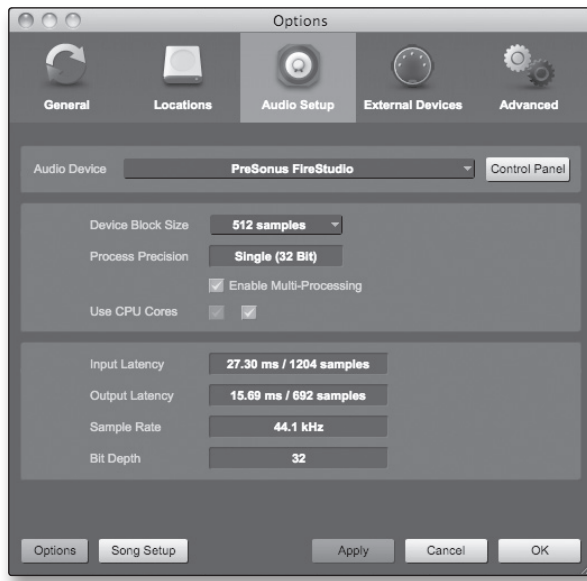 Options
General Locations Audio Setup External Devices Advanced
Audio Device PreSonus FireStudio Control Panel
Device Block Size 512 samples
Process Precision Single (32 Bit)
Enable Multi-Processing
Use CPU Cores
Input Latency 27.30 ms / 1204 samples
Output Latency 15.69 ms / 692 samples
Sample Rate 44.1 kHz
Bit Depth 32
Options Song Setup Apply Cancel OK